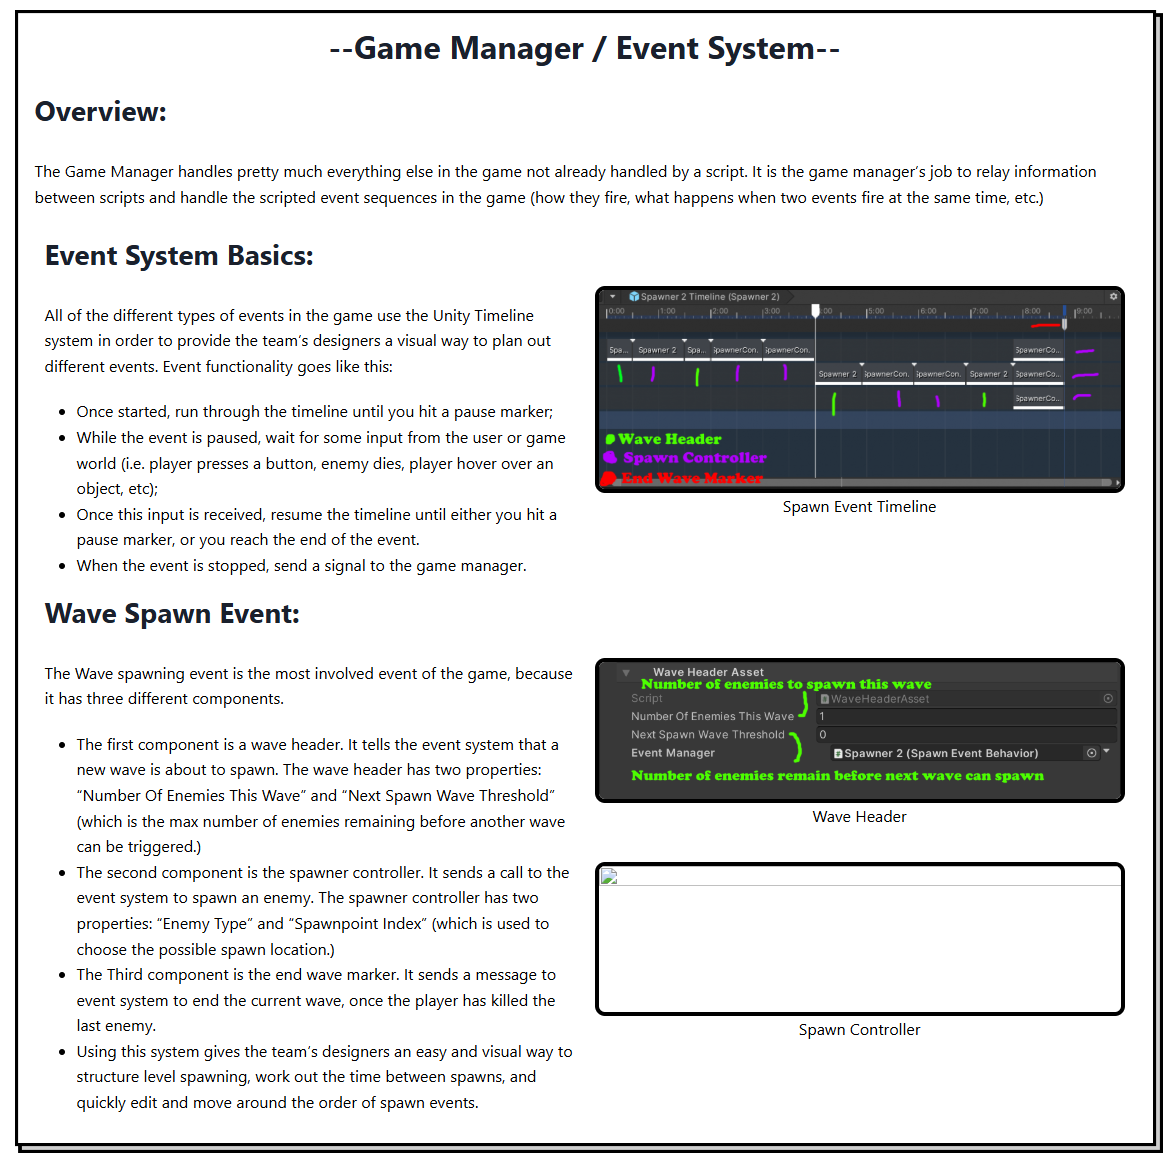 --Game Manager / Event System--
Overview:
The Game Manager handles pretty much everything else in the game not already handled by a script. It is the game manager’s job to relay information
between scripts and handle the scripted event sequences in the game (how they fire, what happens when two events fire at the same time, etc.)
Event System Basics:
All of the different types of events in the game use the Unity Timeline
system in order to provide the team’s designers a visual way to plan out
different events. Event functionality goes like this:
• Once started, run through the timeline until you hit a pause marker;
• While the event is paused, wait for some input from the user or game
world (i.e. player presses a button, enemy dies, player hover over an
object, etc);
• Once this input is received, resume the timeline until either you hit a
pause marker, or you reach the end of the event.
• When the event is stopped, send a signal to the game manager.
Spawner 2 Timeline (Spawner 2)
0:00 1:00 2:00 3:00 :00 5:00 6:00 7:00 8:00 9:00
Spa... Spawner 2 Spa... SpawnerCon... SpawnerCon... SpawnerCo...
Spawner 2 SpawnerCon... SpawnerCon... Spawner 2 SpawnerCo...
SpawnerCo...
Wave Header
Spawn Controller
End Wave Marker
Spawn Event Timeline
Wave Spawn Event:
The Wave spawning event is the most involved event of the game, because
it has three different components.
• The first component is a wave header. It tells the event system that a
new wave is about to spawn. The wave header has two properties:
“Number Of Enemies This Wave” and “Next Spawn Wave Threshold”
(which is the max number of enemies remaining before another wave
can be triggered.)
• The second component is the spawner controller. It sends a call to the
event system to spawn an enemy. The spawner controller has two
properties: “Enemy Type” and “Spawnpoint Index” (which is used to
choose the possible spawn location.)
• The Third component is the end wave marker. It sends a message to
event system to end the current wave, once the player has killed the
last enemy.
• Using this system gives the team’s designers an easy and visual way to
structure level spawning, work out the time between spawns, and
quickly edit and move around the order of spawn events.
Wave Header Asset
Number of enemies to spawn this wave
Script WaveHeaderAsset
Number Of Enemies This Wave 1
Next Spawn Wave Threshold 0
Event Manager Spawner 2 (Spawn Event Behavior)
Number of enemies remain before next wave can spawn
Wave Header
Spawn Controller